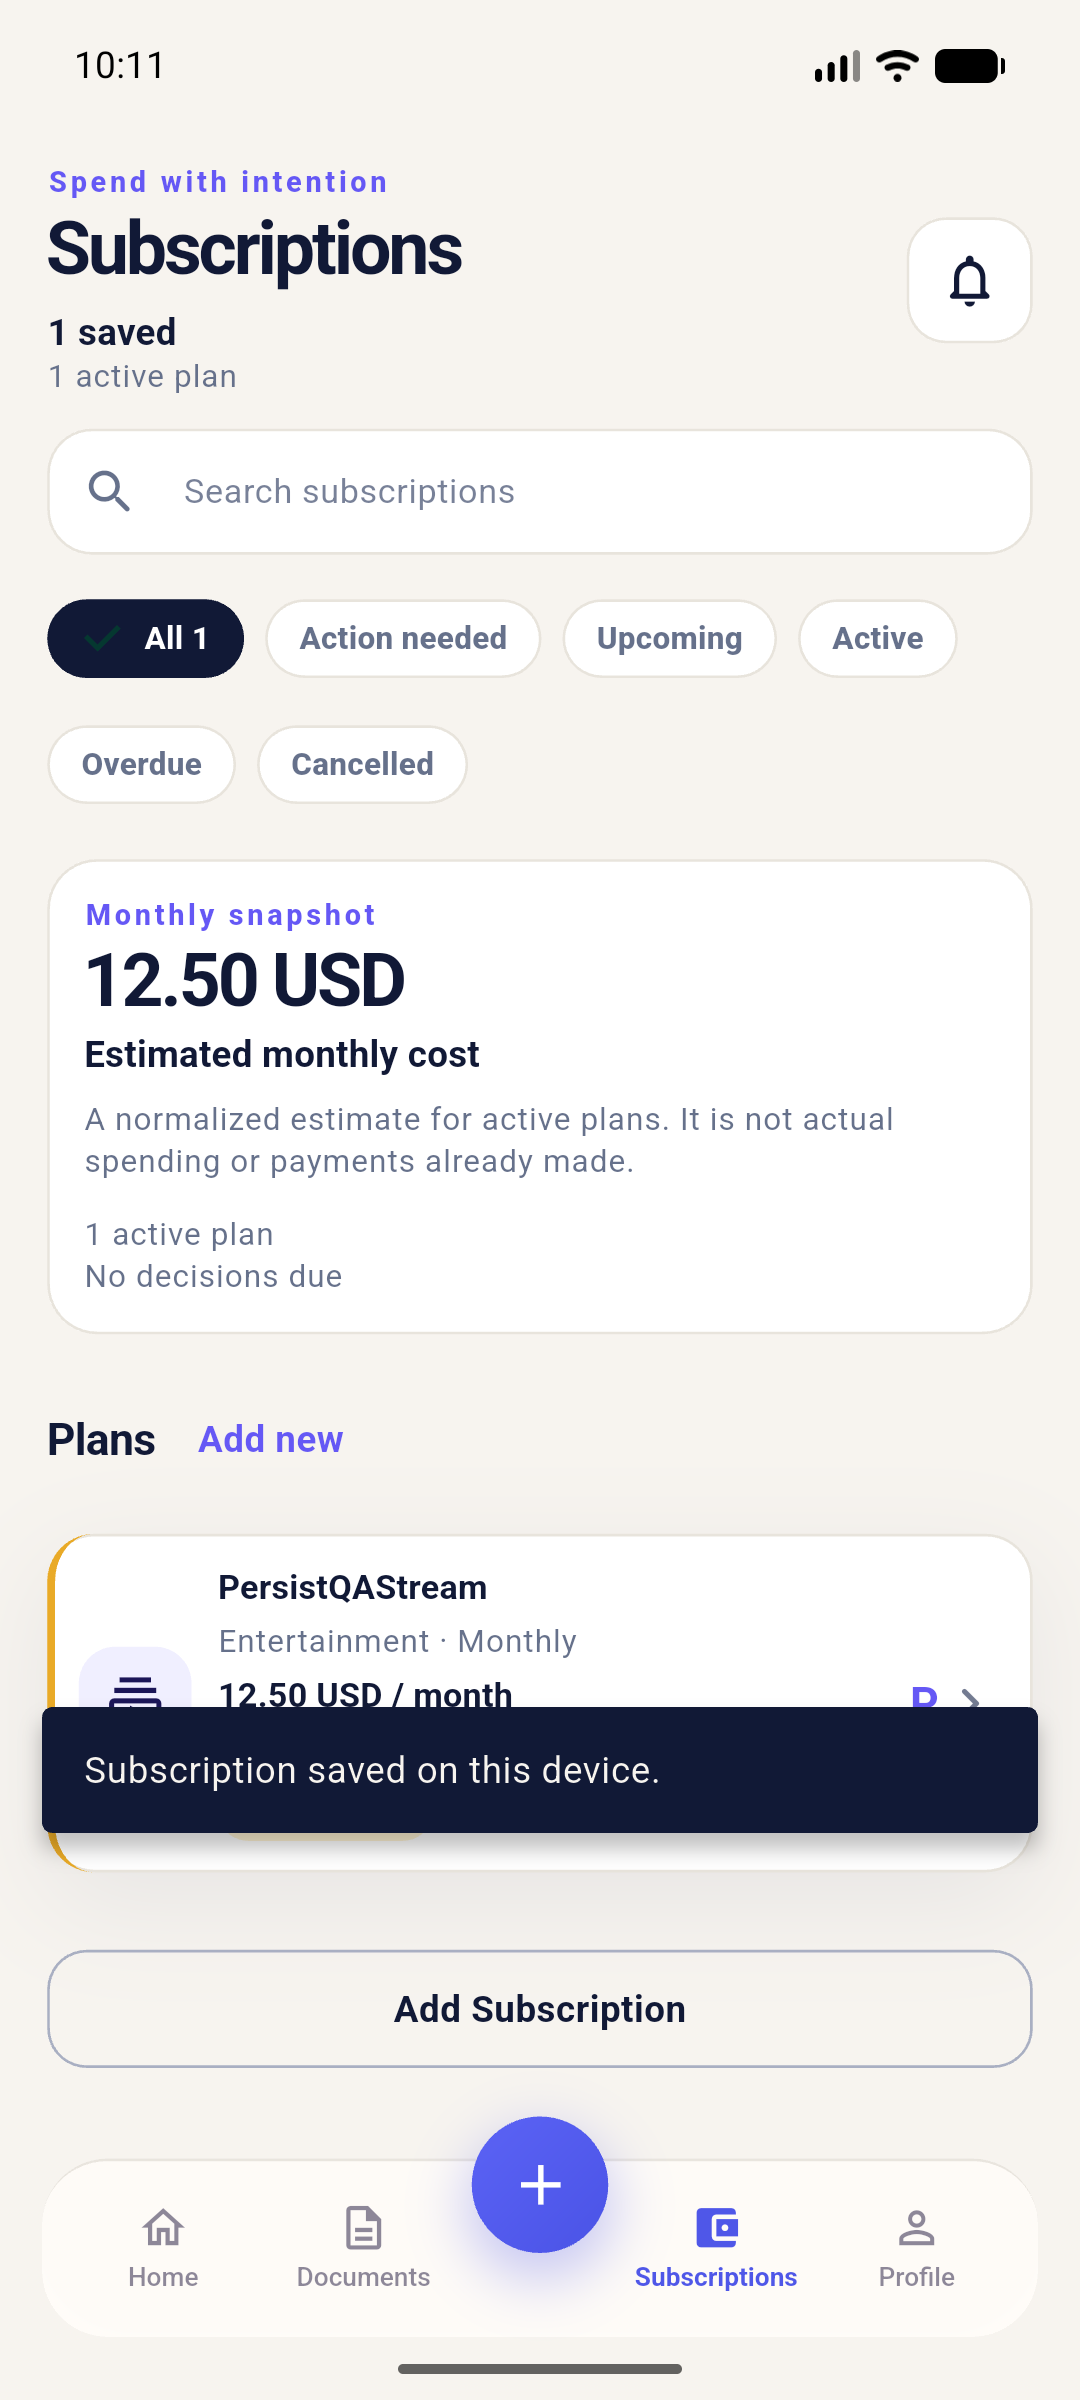 10:11
Spend with intention
Subscriptions
1 saved
1 active plan
Search subscriptions
All 1
Action needed
Upcoming
Active
Overdue
Cancelled
Monthly snapshot
12.50 USD
Estimated monthly cost
A normalized estimate for active plans. It is not actual
spending or payments already made.
1 active plan
No decisions due
Plans
Add new
PersistQAStream
Entertainment · Monthly
12.50 USD / month
Subscription saved on this device.
Add Subscription
Home
Documents
Subscriptions
Profile